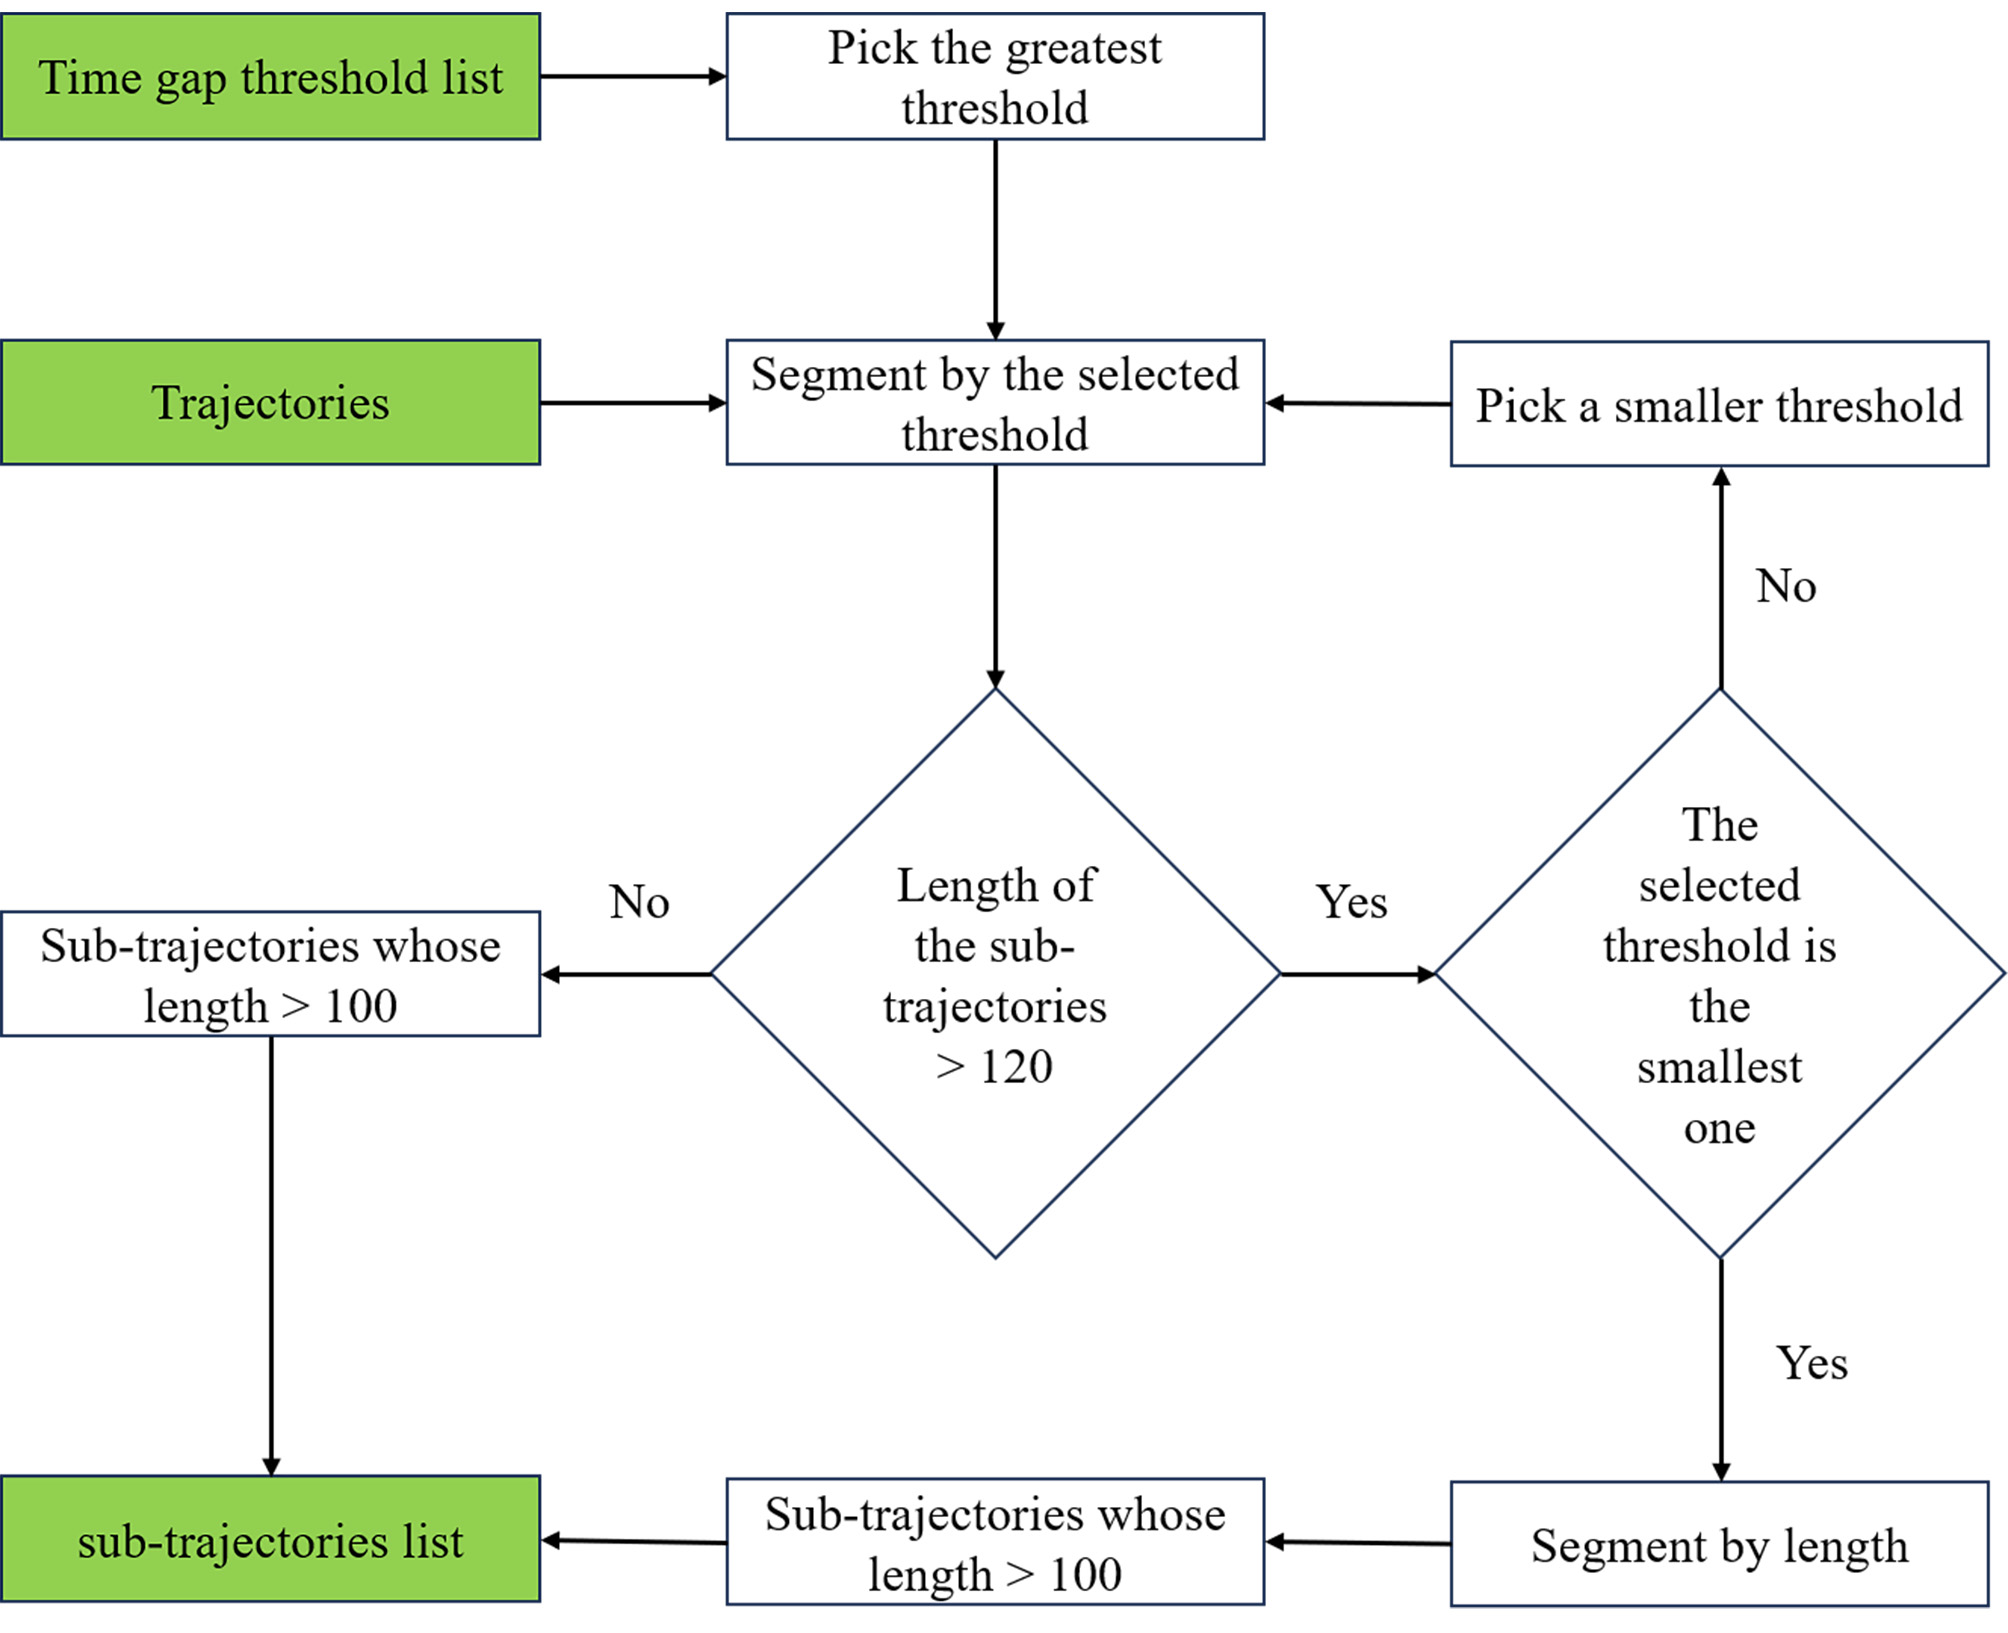 Time gap threshold list
Pick the greatest
threshold
Trajectories
Segment by the selected
threshold
Pick a smaller threshold
No
Sub-trajectories whose
length > 100
No
Length of
the sub-
trajectories
> 120
Yes
The
selected
threshold is
the
smallest
one
Yes
sub-trajectories list
Sub-trajectories whose
length > 100
Segment by length